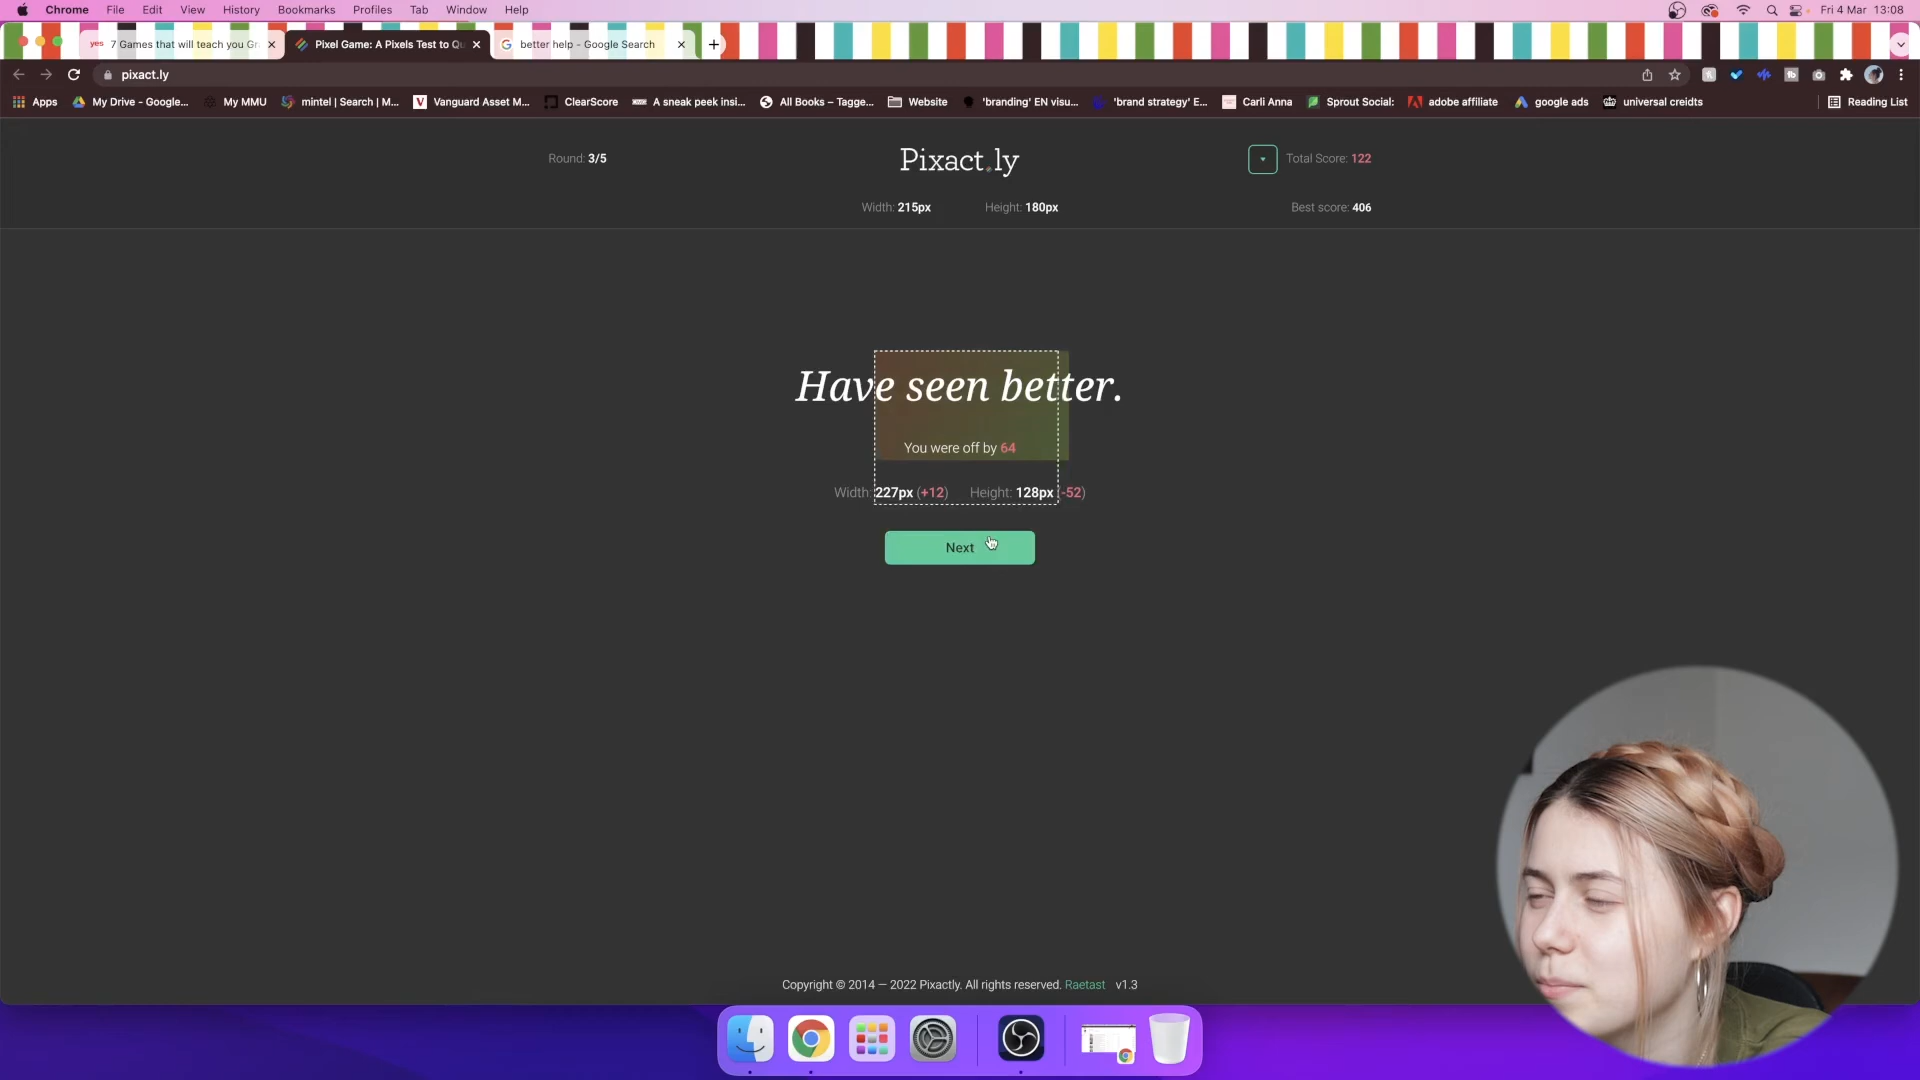 Chrome File Edit View History Bookmarks Profiles Tab Window Help Fri 4 Mar 13:08
yes 7 Games that will teach you Gr Pixel Game: A Pixels Test to Qu better help - Google Search
pixact.ly
Apps My Drive - Google... My MMU mintel | Search | M... Vanguard Asset M... ClearScore A sneak peek insi... All Books – Tagge... Website 'branding' EN visu... 'brand strategy' E... Carli Anna Sprout Social: adobe affiliate google ads universal creidts Reading List
Round: 3/5 Pixact.ly Total Score: 122
Width: 215px Height: 180px Best score: 406
Have seen better.
You were off by 64
Width: 227px (+12) Height: 128px (-52)
Next
Copyright © 2014 — 2022 Pixactly. All rights reserved. Raetast v1.3